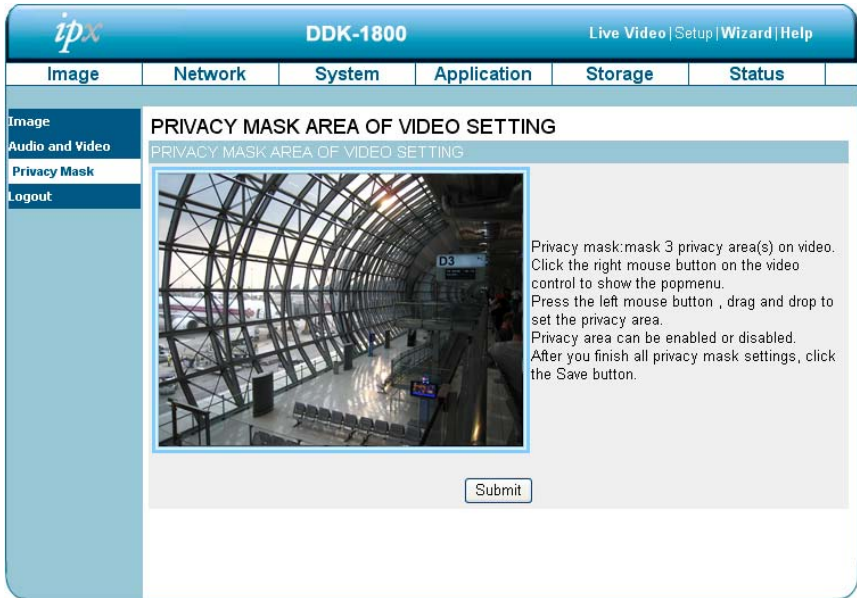 ipx
DDK-1800
Live Video|Setup|Wizard|Help
Image
Network
System
Application
Storage
Status
Image
Audio and Video
Privacy Mask
Logout
PRIVACY MASK AREA OF VIDEO SETTING
PRIVACY MASK AREA OF VIDEO SETTING
D3
Privacy mask:mask 3 privacy area(s) on video.
Click the right mouse button on the video
control to show the popmenu.
Press the left mouse button , drag and drop to
set the privacy area.
Privacy area can be enabled or disabled.
After you finish all privacy mask settings, click
the Save button.
Submit